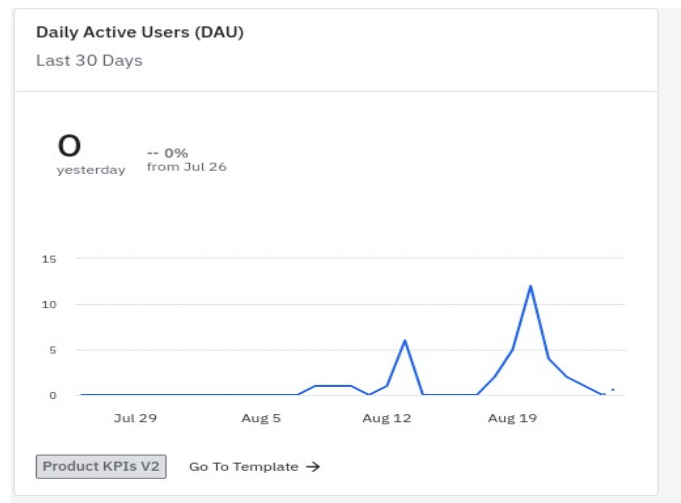 Daily Active Users (DAU)
Last 30 Days
0
yesterday
-- 0%
from Jul 26
15
10
5
0
Jul 29 Aug 5 Aug 12 Aug 19
Product KPIs V2 Go To Template →